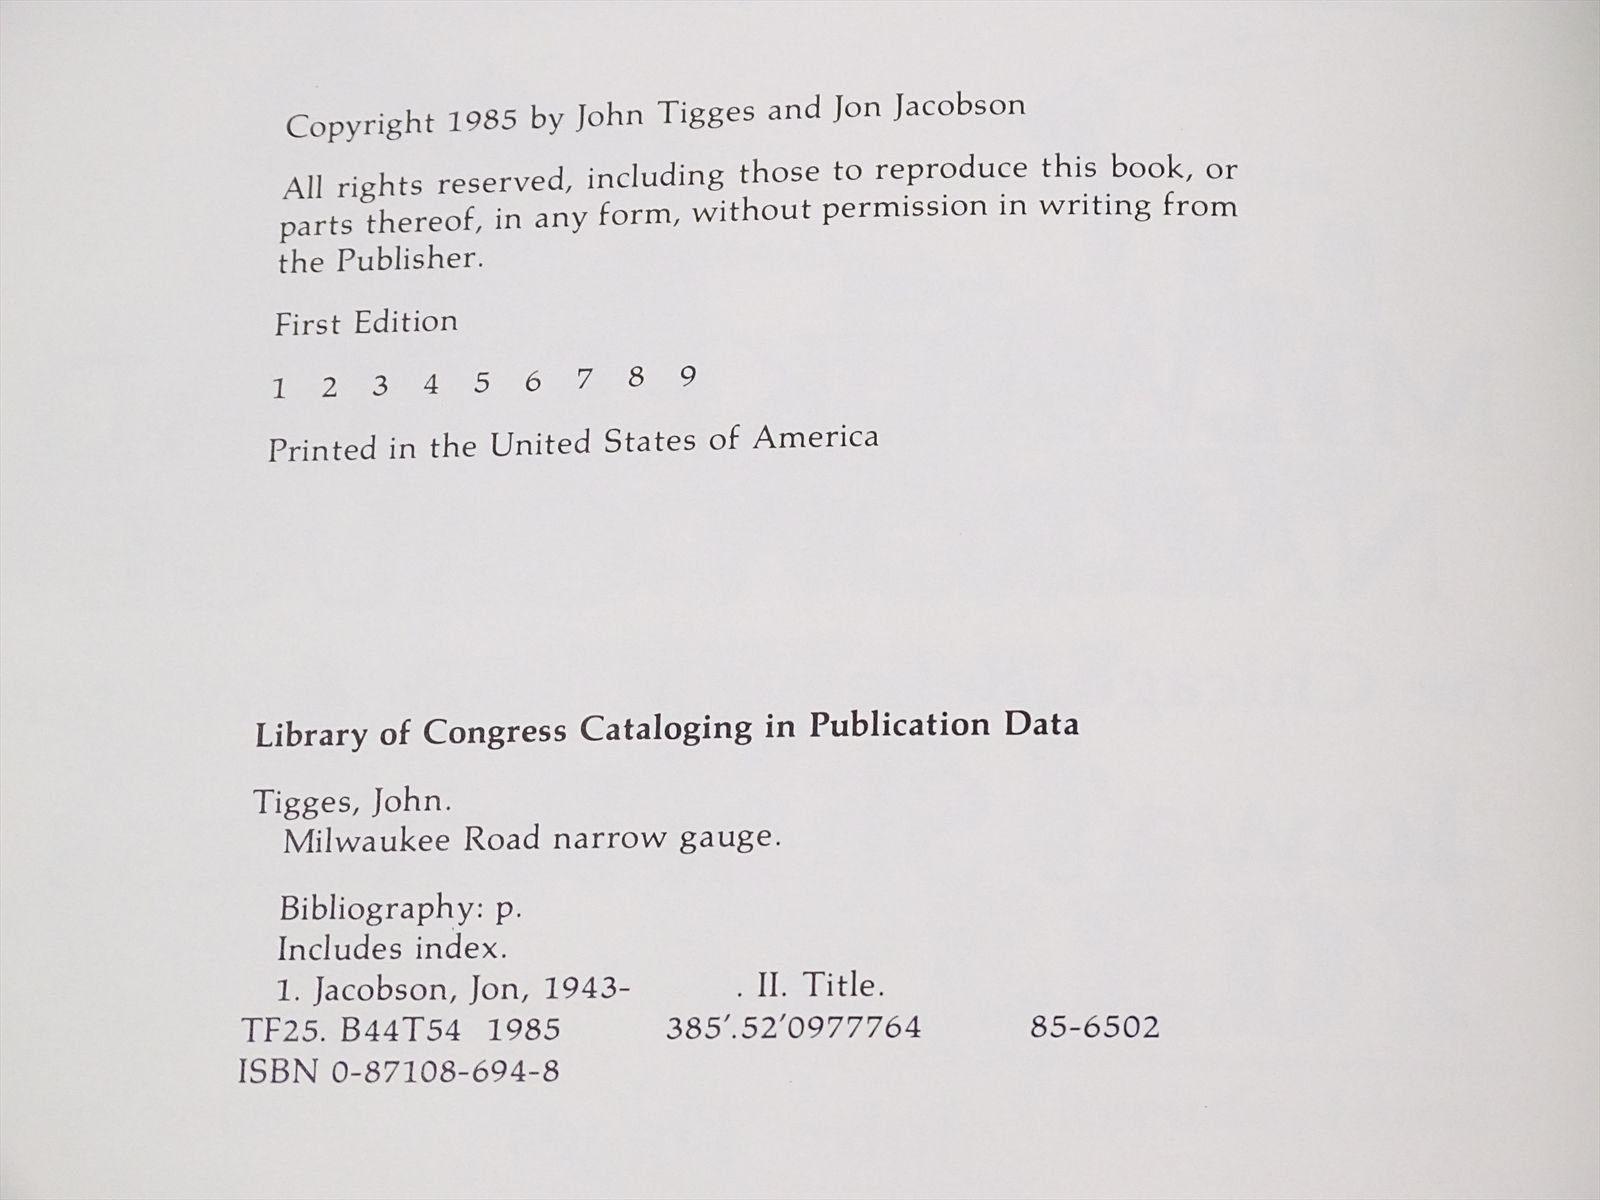 Copyright 1985 by John Tigges and Jon Jacobson
All rights reserved, including those to reproduce this book, or
parts thereof, in any form, without permission in writing from
the Publisher.
First Edition
1 2 3 4 5 6 7 8 9
Printed in the United States of America
Library of Congress Cataloging in Publication Data
Tigges, John.
Milwaukee Road narrow gauge.
Bibliography: p.
Includes index.
1. Jacobson, Jon, 1943- . II. Title.
TF25. B44T54 1985 385′.52′0977764 85-6502
ISBN 0-87108-694-8